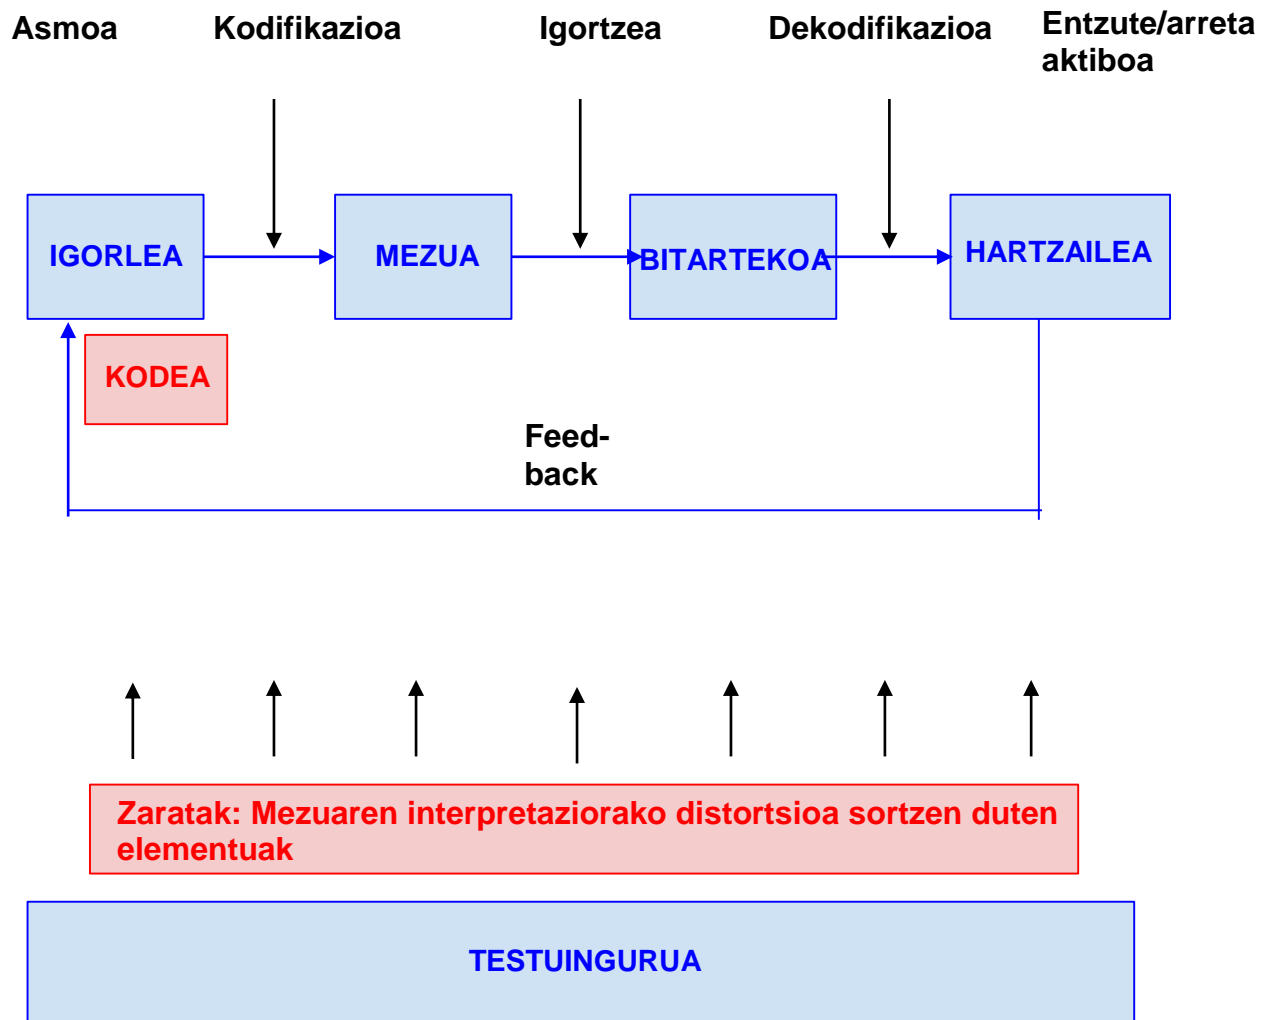 Asmoa
Kodifikazioa
Igortzea
Dekodifikazioa
Entzute/arreta
aktiboa
IGORLEA
MEZUA
BITARTEKOA
HARTZAILEA
KODEA
Feed-
back
Zaratak: Mezuaren interpretaziorako distortsioa sortzen duten
elementuak
TESTUINGURUA